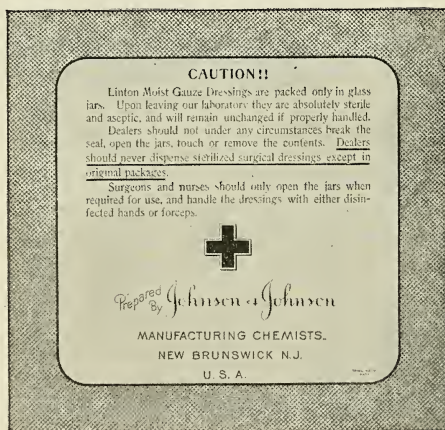 CAUTION!!
Linton Moist Gauze Dressings are packed only in glass
jars. Upon leaving our laboratory they are absolutely sterile
and aseptic, and will remain unchanged if properly handled.
Dealers should not under any circumstances break the
seal, open the jars, touch or remove the contents. Dealers
should never dispense sterilized surgical dressings except in
original packages.
Surgeons and nurses should only open the jars when
required for use, and handle the dressings with either disin-
fected hands or forceps.
Prepared By Johnson & Johnson
MANUFACTURING CHEMISTS.
NEW BRUNSWICK N.J.
U. S. A.